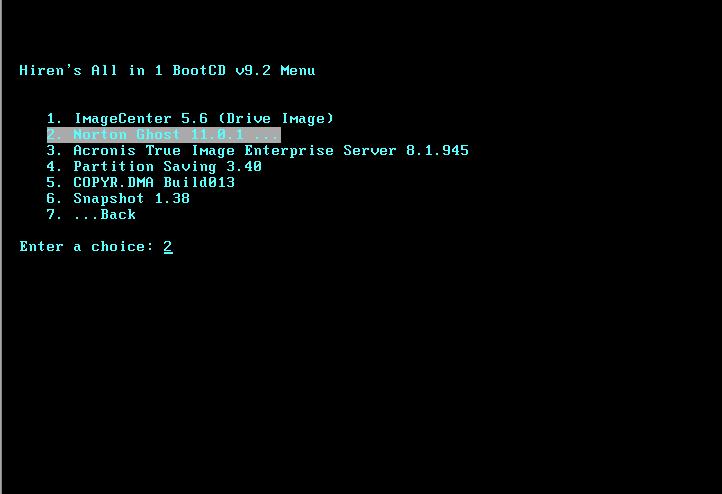 Hiren's All in 1 BootCD v9.2 Menu
1. ImageCenter 5.6 (Drive Image)
2. Norton Ghost 11.0.1 ...
3. Acronis True Image Enterprise Server 8.1.945
4. Partition Saving 3.40
5. COPYR.DMA Build013
6. Snapshot 1.38
7. ...Back
Enter a choice: 2